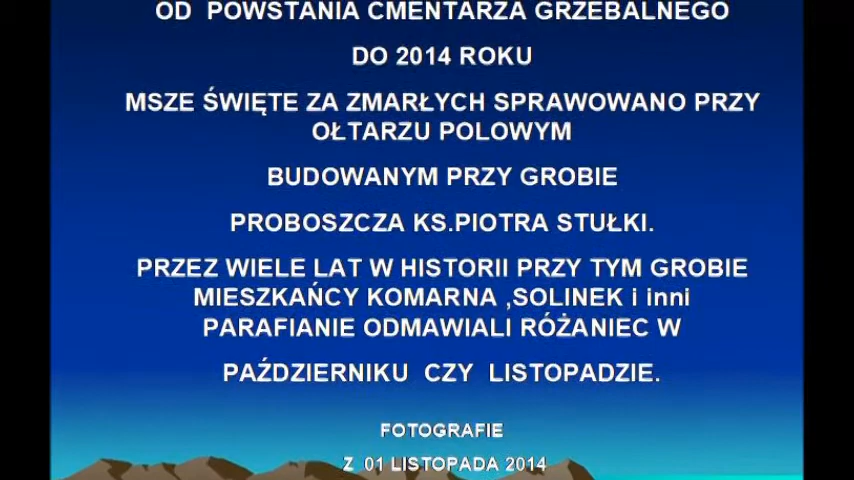 OD POWSTANIA CMENTARZA GRZEBALNEGO
DO 2014 ROKU
MSZE ŚWIĘTE ZA ZMARŁYCH SPRAWOWANO PRZY
OŁTARZU POLOWYM
BUDOWANYM PRZY GROBIE
PROBOSZCZA KS.PIOTRA STUŁKI.
PRZEZ WIELE LAT W HISTORII PRZY TYM GROBIE
MIESZKAŃCY KOMARNA ,SOLINEK i inni
PARAFIANIE ODMAWIALI RÓŻANIEC W
PAŹDZIERNIKU CZY LISTOPADZIE.
FOTOGRAFIE
Z 01 LISTOPADA 2014